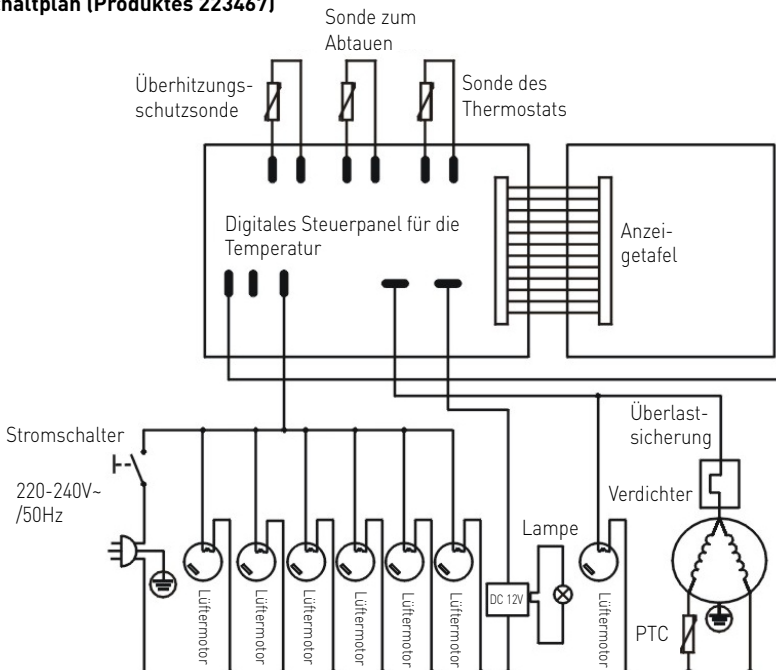 haltplan (Produktes 223467)
Sonde zum
Abtauen
Überhitzungs-
schutzsonde
Sonde des
Thermostats
Digitales Steuerpanel für die
Temperatur
Anzei-
getafel
Stromschalter
220-240V~
/50Hz
Überlast-
sicherung
Verdichter
Lampe
DC 12V
PTC
Lüftermotor
Lüftermotor
Lüftermotor
Lüftermotor
Lüftermotor
Lüftermotor
Lüftermotor